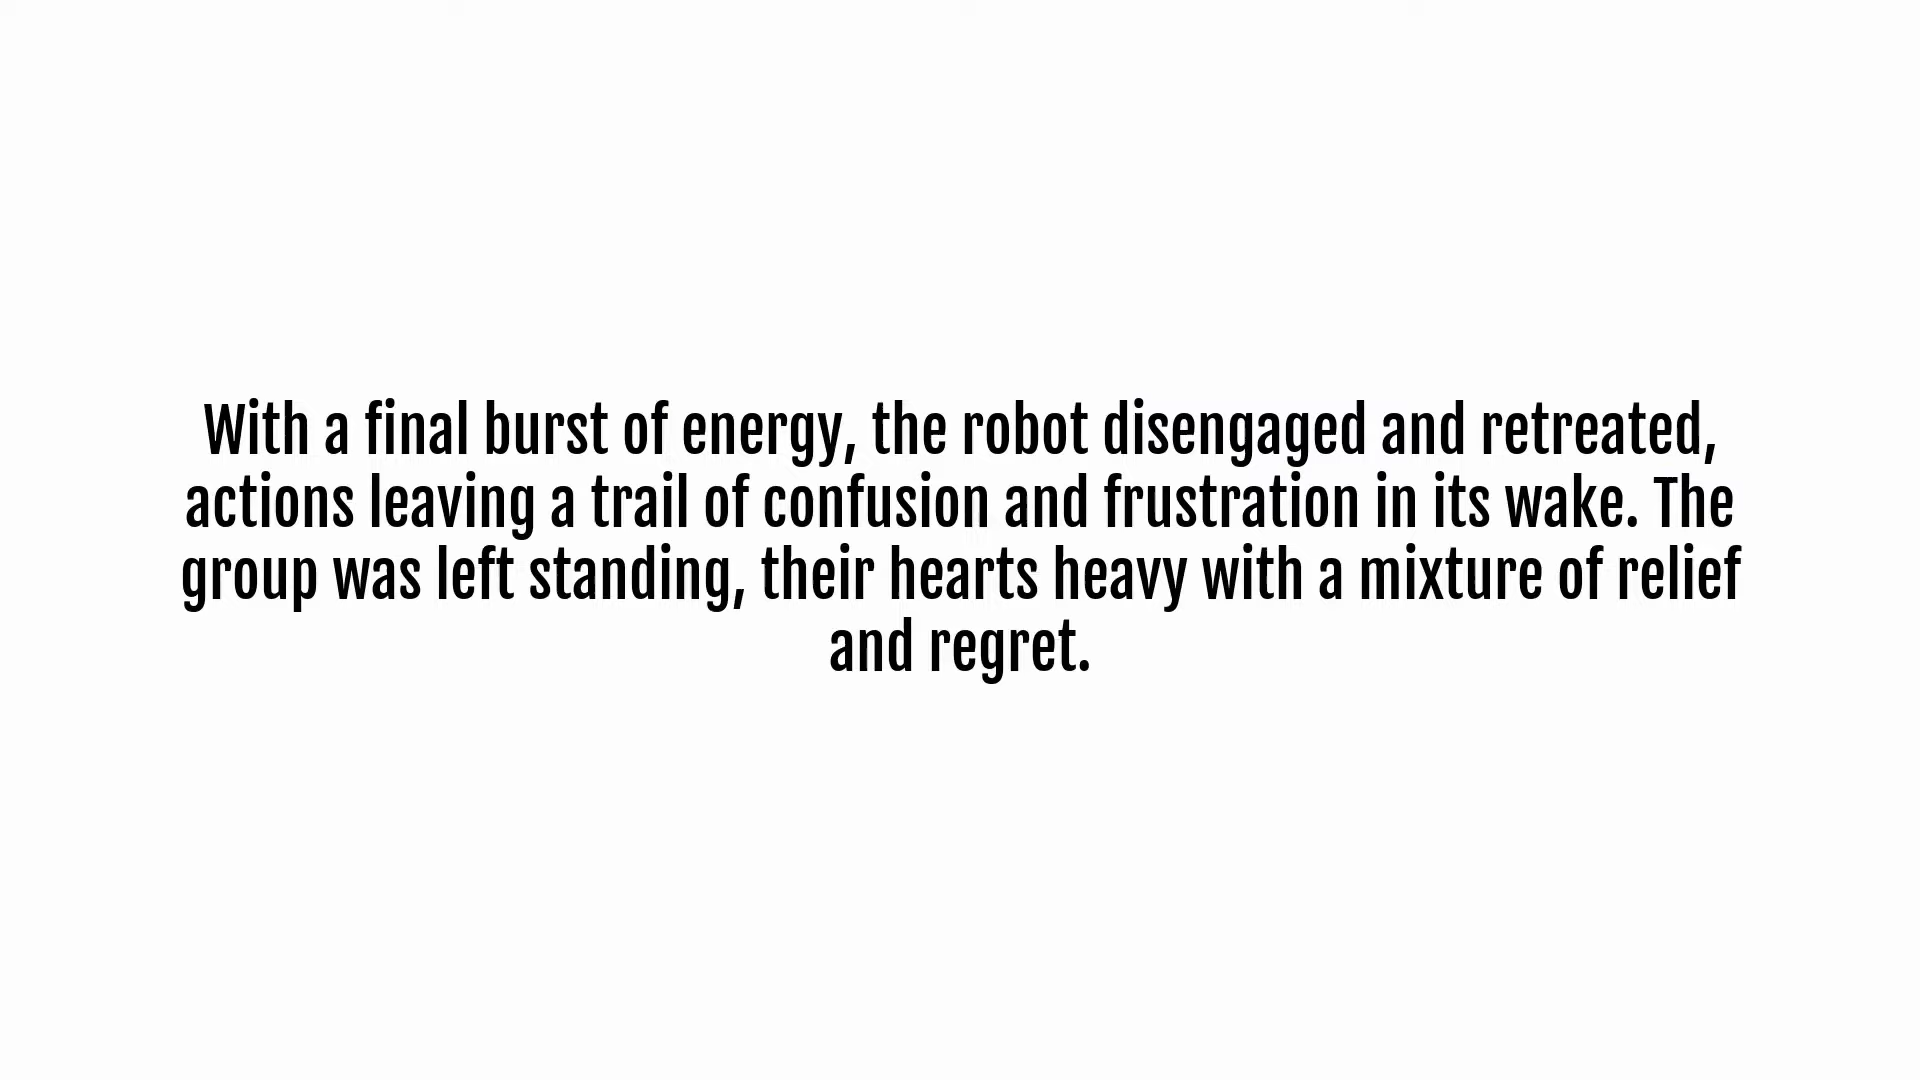 With a final burst of energy, the robot disengaged and retreated,
actions leaving a trail of confusion and frustration in its wake. The
group was left standing, their hearts heavy with a mixture of relief
and regret.